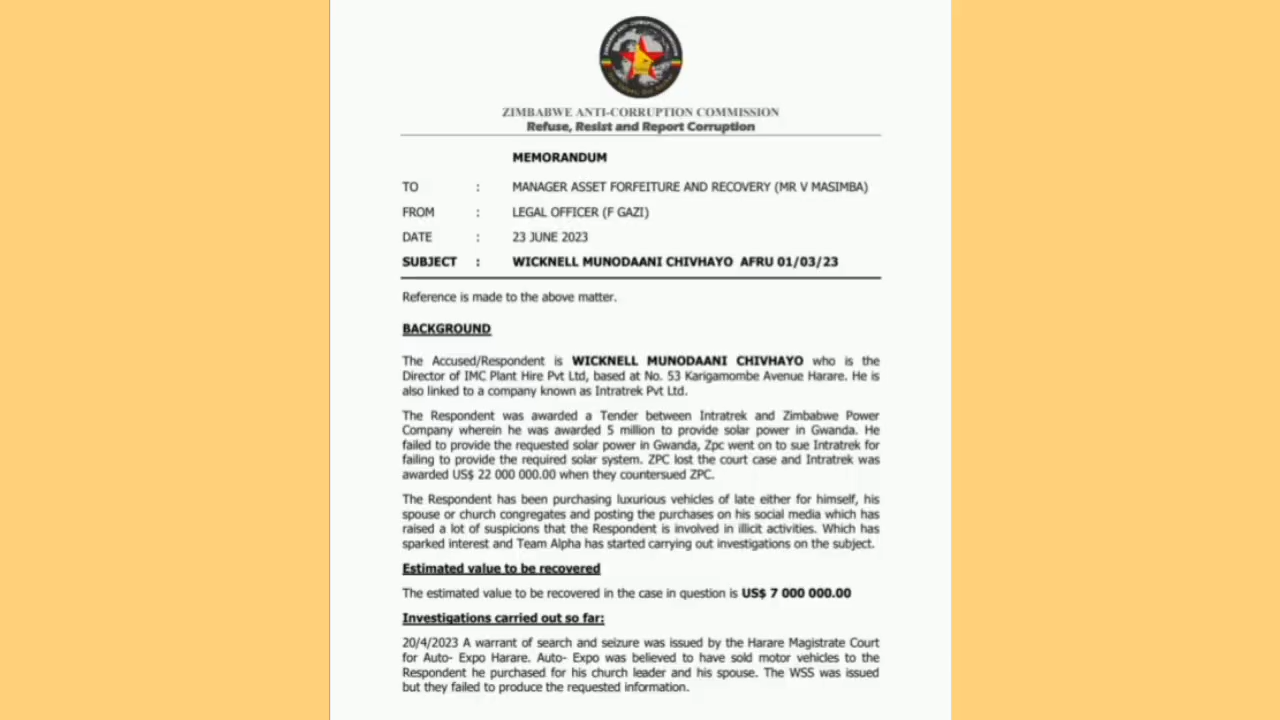 ZIMBABWE ANTI-CORRUPTION COMMISSION
Refuse, Resist and Report Corruption
MEMORANDUM
TO : MANAGER ASSET FORFEITURE AND RECOVERY (MR V MASIMBA)
FROM : LEGAL OFFICER (F GAZI)
DATE : 23 JUNE 2023
SUBJECT : WICKNELL MUNODAANI CHIVHAYO AFRU 01/03/23
Reference is made to the above matter.
BACKGROUND
The Accused/Respondent is WICKNELL MUNODAANI CHIVHAYO who is the
Director of IMC Plant Hire Pvt Ltd, based at No. 53 Karigamombe Avenue Harare. He is
also linked to a company known as Intratrek Pvt Ltd.
The Respondent was awarded a Tender between Intratrek and Zimbabwe Power
Company wherein he was awarded 5 million to provide solar power in Gwanda. He
failed to provide the requested solar power in Gwanda, Zpc went on to sue Intratrek for
failing to provide the required solar system. ZPC lost the court case and Intratrek was
awarded US$ 22 000 000.00 when they countersued ZPC.
The Respondent has been purchasing luxurious vehicles of late either for himself, his
spouse or church congregates and posting the purchases on his social media which has
raised a lot of suspicions that the Respondent is involved in illicit activities. Which has
sparked interest and Team Alpha has started carrying out investigations on the subject.
Estimated value to be recovered
The estimated value to be recovered in the case in question is US$ 7 000 000.00
Investigations carried out so far:
20/4/2023 A warrant of search and seizure was issued by the Harare Magistrate Court
for Auto- Expo Harare. Auto- Expo was believed to have sold motor vehicles to the
Respondent he purchased for his church leader and his spouse. The WSS was issued
but they failed to produce the requested information.